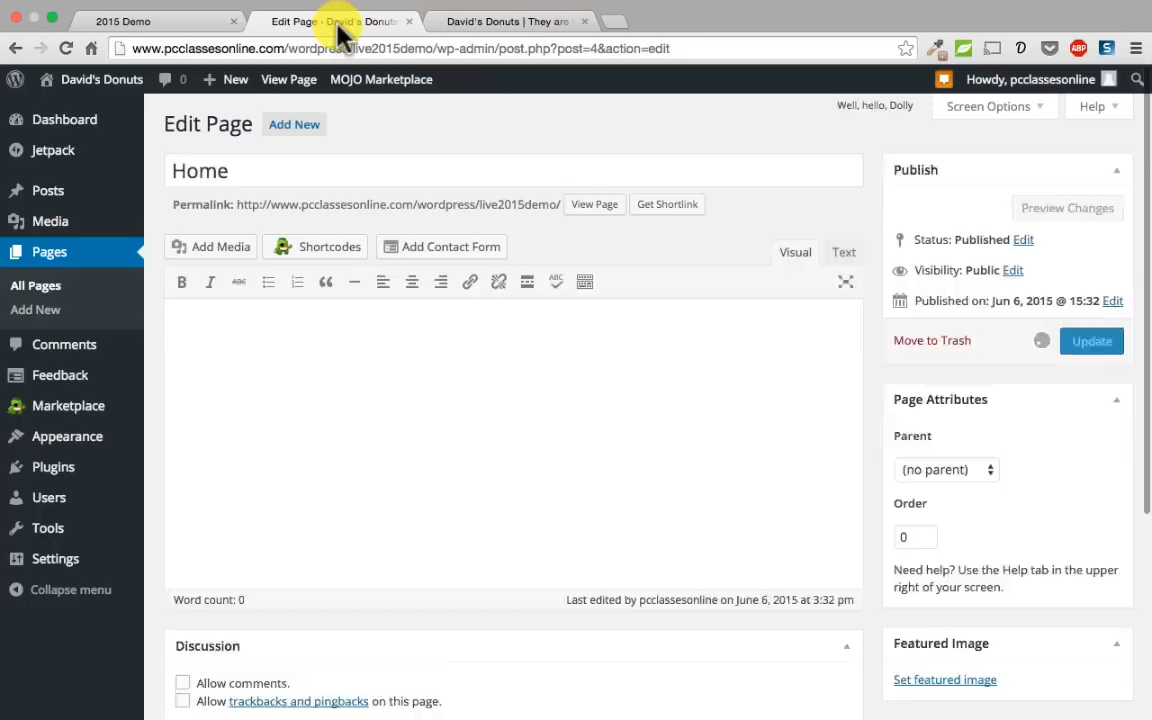 2015 Demo
Edit Page ‹ David's Donuts
David's Donuts | They are
www.pcclassesonline.com/wordpress/live2015demo/wp-admin/post.php?post=4&action=edit
David's Donuts 0 New View Page MOJO Marketplace Howdy, pcclassesonline
Well, hello, Dolly Screen Options Help
Dashboard
Jetpack
Posts
Media
Pages
All Pages
Add New
Comments
Feedback
Marketplace
Appearance
Plugins
Users
Tools
Settings
Collapse menu
Edit Page Add New
Home
Permalink: http://www.pcclassesonline.com/wordpress/live2015demo/ View Page Get Shortlink
Add Media Shortcodes Add Contact Form Visual Text
B I ABC ABC
Word count: 0 Last edited by pcclassesonline on June 6, 2015 at 3:32 pm
Discussion
Allow comments.
Allow trackbacks and pingbacks on this page.
Publish
Preview Changes
Status: Published Edit
Visibility: Public Edit
Published on: Jun 6, 2015 @ 15:32 Edit
Move to Trash Update
Page Attributes
Parent
(no parent)
Order
0
Need help? Use the Help tab in the upper
right of your screen.
Featured Image
Set featured image